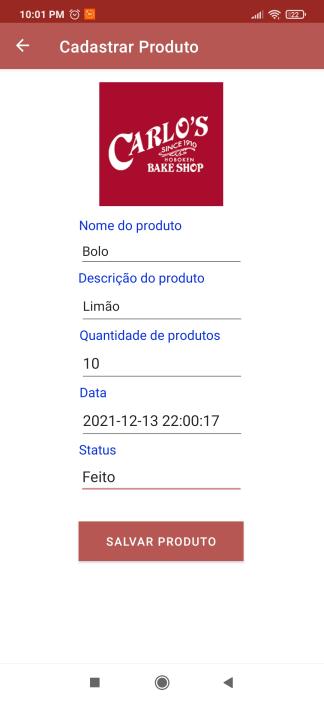 10:01 PM
22
Cadastrar Produto
CARLO'S
SINCE 1910
HOBOKEN
BAKE SHOP
Nome do produto
Bolo
Descrição do produto
Limão
Quantidade de produtos
10
Data
2021-12-13 22:00:17
Status
Feito
SALVAR PRODUTO